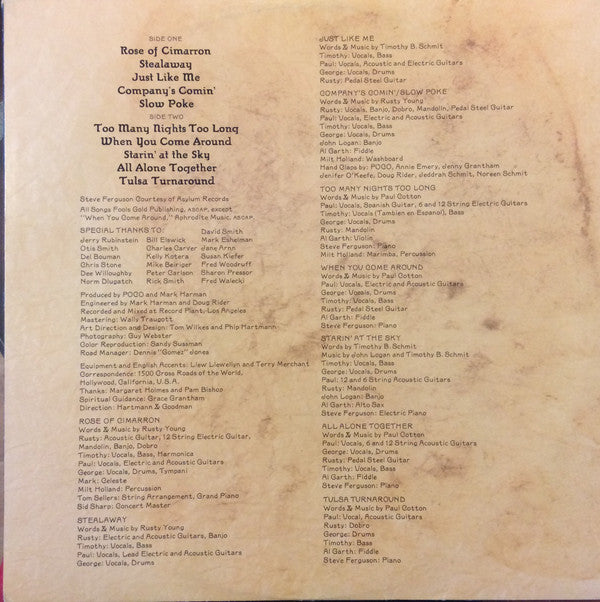 SIDE ONE
Rose of Cimarron
Stealaway
Just Like Me
Company's Comin'
Slow Poke
SIDE TWO
Too Many Nights Too Long
When You Come Around
Starin' at the Sky
All Alone Together
Tulsa Turnaround
Steve Ferguson Courtesy of Asylum Records
All Songs Fools Gold Publishing, ASCAP, except
"When You Come Around," Aphrodite Music, ASCAP.
SPECIAL THANKS TO: David Smith
Jerry Rubinstein Bill Elswick Mark Eshelman
Otis Smith Charles Carver Jane Arnn
Del Bouman Kelly Kotera Susan Kiefer
Chris Stone Mike Beiriger Fred Woodruff
Dee Willoughby Peter Carlson Sharon Pressor
Norm Dlugatch Rick Smith Fred Walecki
Produced by POCO and Mark Harman
Engineered by Mark Harman and Doug Rider
Recorded and Mixed at Record Plant, Los Angeles
Mastering: Wally Traugott
Art Direction and Design: Tom Wilkes and Phip Hartmann
Photography: Guy Webster
Color Reproduction: Sandy Sussman
Road Manager: Dennis "Gomez" Jones
Equipment and English Accents: Llew Llewellyn and Terry Merchant
Correspondence: 1500 Cross Roads of the World,
Hollywood, California, U.S.A.
Thanks: Margaret Holmes and Pam Bishop
Spiritual Guidance: Grace Grantham
Direction: Hartmann & Goodman
ROSE OF CIMARRON
Words & Music by Rusty Young
Rusty: Acoustic Guitar, 12 String Electric Guitar,
Mandolin, Banjo, Dobro
Timothy: Vocals, Bass, Harmonica
Paul: Vocals, Electric and Acoustic Guitars
George: Vocals, Drums, Tympani
Mark: Celeste
Milt Holland: Percussion
Tom Sellers: String Arrangement, Grand Piano
Sid Sharp: Concert Master
STEALAWAY
Words & Music by Rusty Young
Rusty: Electric and Acoustic Guitars, Banjo
Timothy: Vocals, Bass
Paul: Vocals, Lead Electric and Acoustic Guitars
George: Vocals, Drums
JUST LIKE ME
Words & Music by Timothy B. Schmit
Timothy: Vocals, Bass
Paul: Vocals, Acoustic and Electric Guitars
George: Vocals, Drums
Rusty: Pedal Steel Guitar
COMPANY'S COMIN'/SLOW POKE
Words & Music by Rusty Young
Rusty: Vocals, Banjo, Dobro, Mandolin, Pedal Steel Guitar
Paul: Vocals, Electric and Acoustic Guitars
Timothy: Vocals, Bass
George: Vocals, Drums
John Logan: Banjo
Al Garth: Fiddle
Milt Holland: Washboard
Hand Claps by: POCO, Annie Emery, Jenny Grantham
Jenifer O'Keefe, Doug Rider, Jeddrah Schmit, Noreen Schmit
TOO MANY NIGHTS TOO LONG
Words & Music by Paul Cotton
Paul: Vocals, Spanish Guitar, 6 and 12 String Electric Guitars
Timothy: Vocals (Tambien en Espanol), Bass
George: Vocals, Drums
Rusty: Mandolin
Al Garth: Violin
Steve Ferguson: Piano
Milt Holland: Marimba, Percussion
WHEN YOU COME AROUND
Words & Music by Paul Cotton
Paul: Vocals, Electric and Acoustic Guitars
George: Vocals, Drums
Timothy: Vocals, Bass
Rusty: Pedal Steel Guitar
Al Garth: Fiddle
Steve Ferguson: Piano
STARIN' AT THE SKY
Words by Timothy B. Schmit
Music by John Logan and Timothy B. Schmit
Timothy: Vocals, Bass
George: Vocals, Drums
Paul: 12 and 6 String Acoustic Guitars
Rusty: Mandolin
John Logan: Banjo
Al Garth: Alto Sax
Steve Ferguson: Electric Piano
ALL ALONE TOGETHER
Words & Music by Paul Cotton
Paul: Vocals, 6 and 12 String Acoustic Guitars
George: Vocals, Drums
Rusty: Pedal Steel Guitar
Timothy: Vocals, Bass
Al Garth: Fiddle
Steve Ferguson: Piano
TULSA TURNAROUND
Words & Music by Paul Cotton
Paul: Vocal, Acoustic Guitars
Rusty: Dobro
George: Drums
Timothy: Bass
Al Garth: Fiddle
Steve Ferguson: Piano